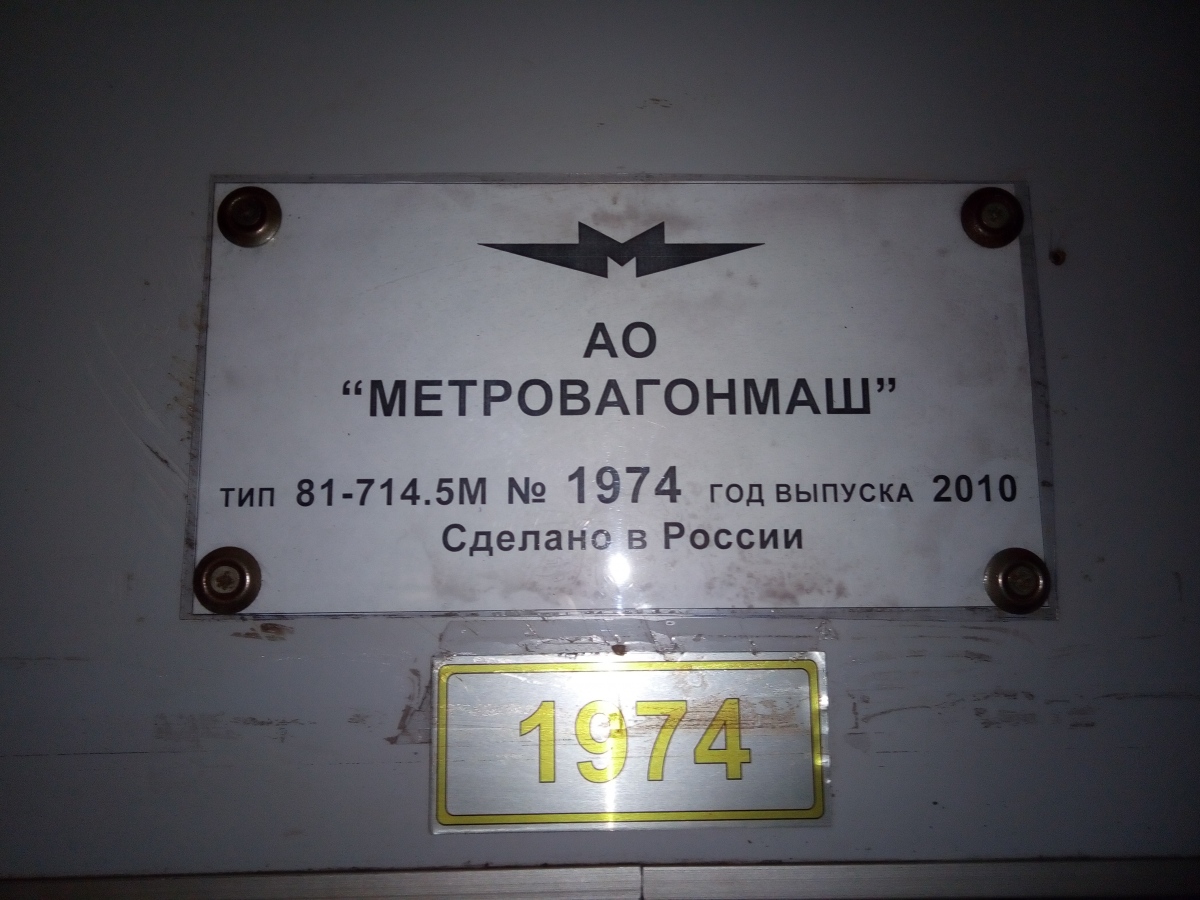 АО
“МЕТРОВАГОНМАШ”
ТИП 81-714.5М № 1974 ГОД ВЫПУСКА 2010
Сделано в России
1974